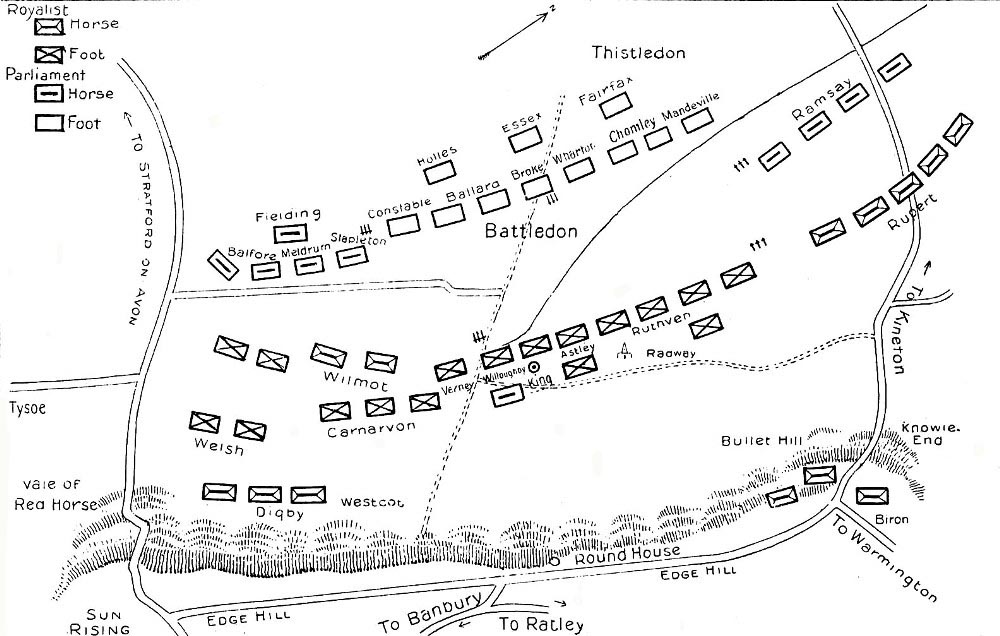 Royalist
Horse
Foot
Parliament
Horse
Foot
z
Thistledon
TO STRATFORD ON AVON
Fairfax
Essex
Holles
Fielding
Ramsay
Mandeville
Chomley
Wharton
Broke
Ballard
Constable
Stapleton
Meldrum
Balfore
Battledon
Rupert
To Kineton
Ruthven
Astley
Radway
Willoughby
King
Verney
Wilmot
Carnarvon
Welsh
Tysoe
Digby
Westcot
Vale of
Red Horse
Bullet Hill
Knowle-
End
Biron
To Warmington
Round House
EDGE HILL
EDGE HILL
SUN
RISING
To Banbury
To Ratley